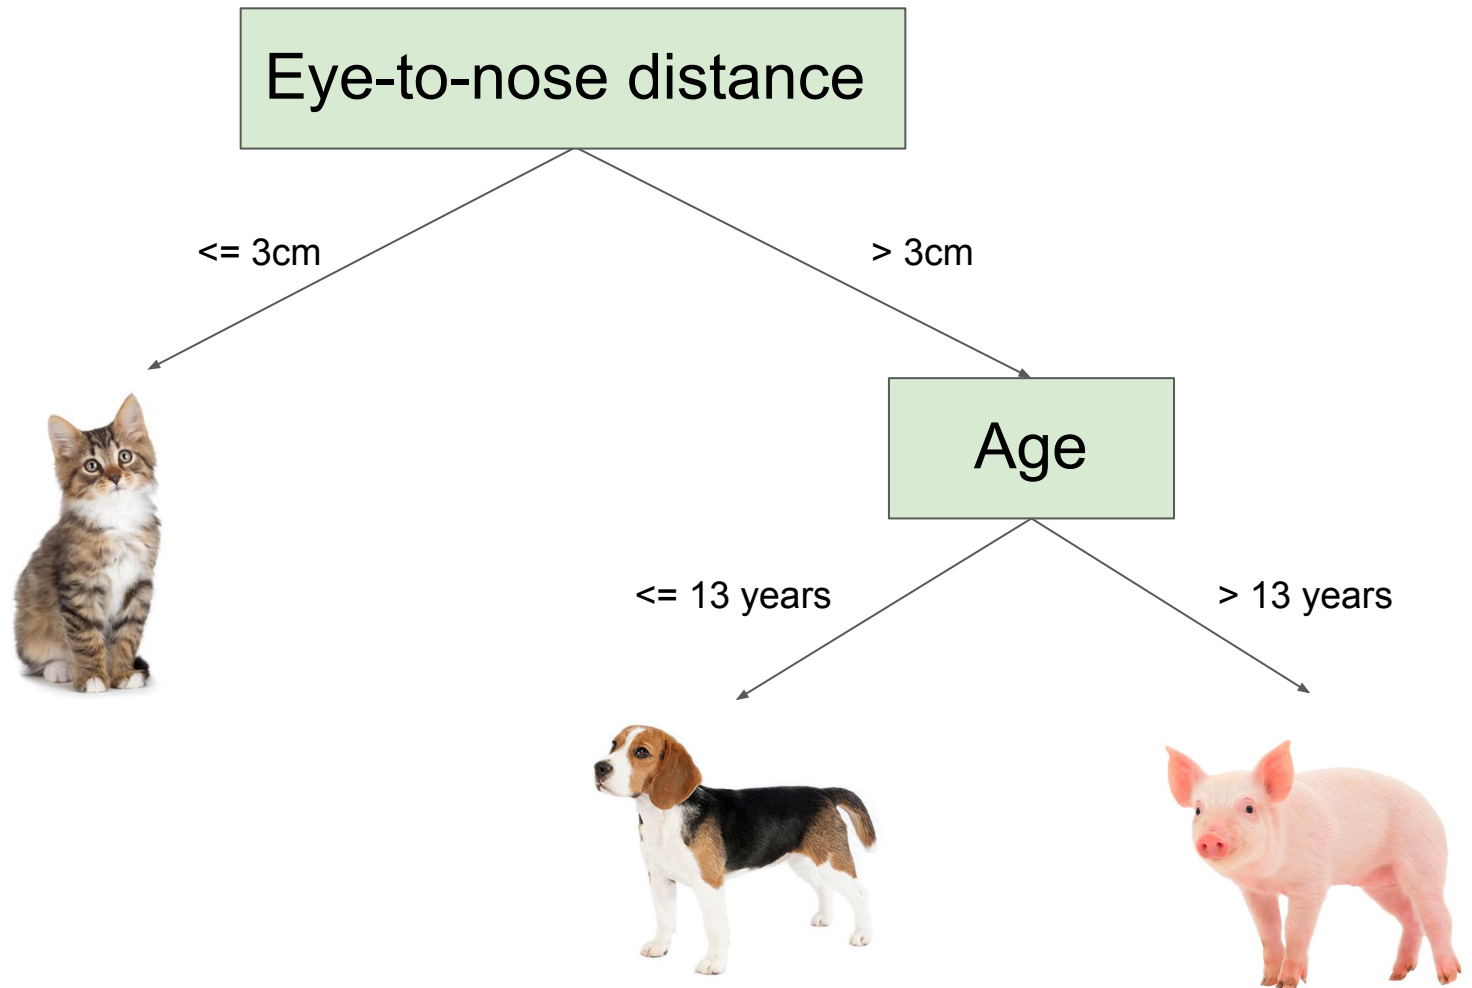 Eye-to-nose distance
<= 3cm
> 3cm
Age
<= 13 years
> 13 years